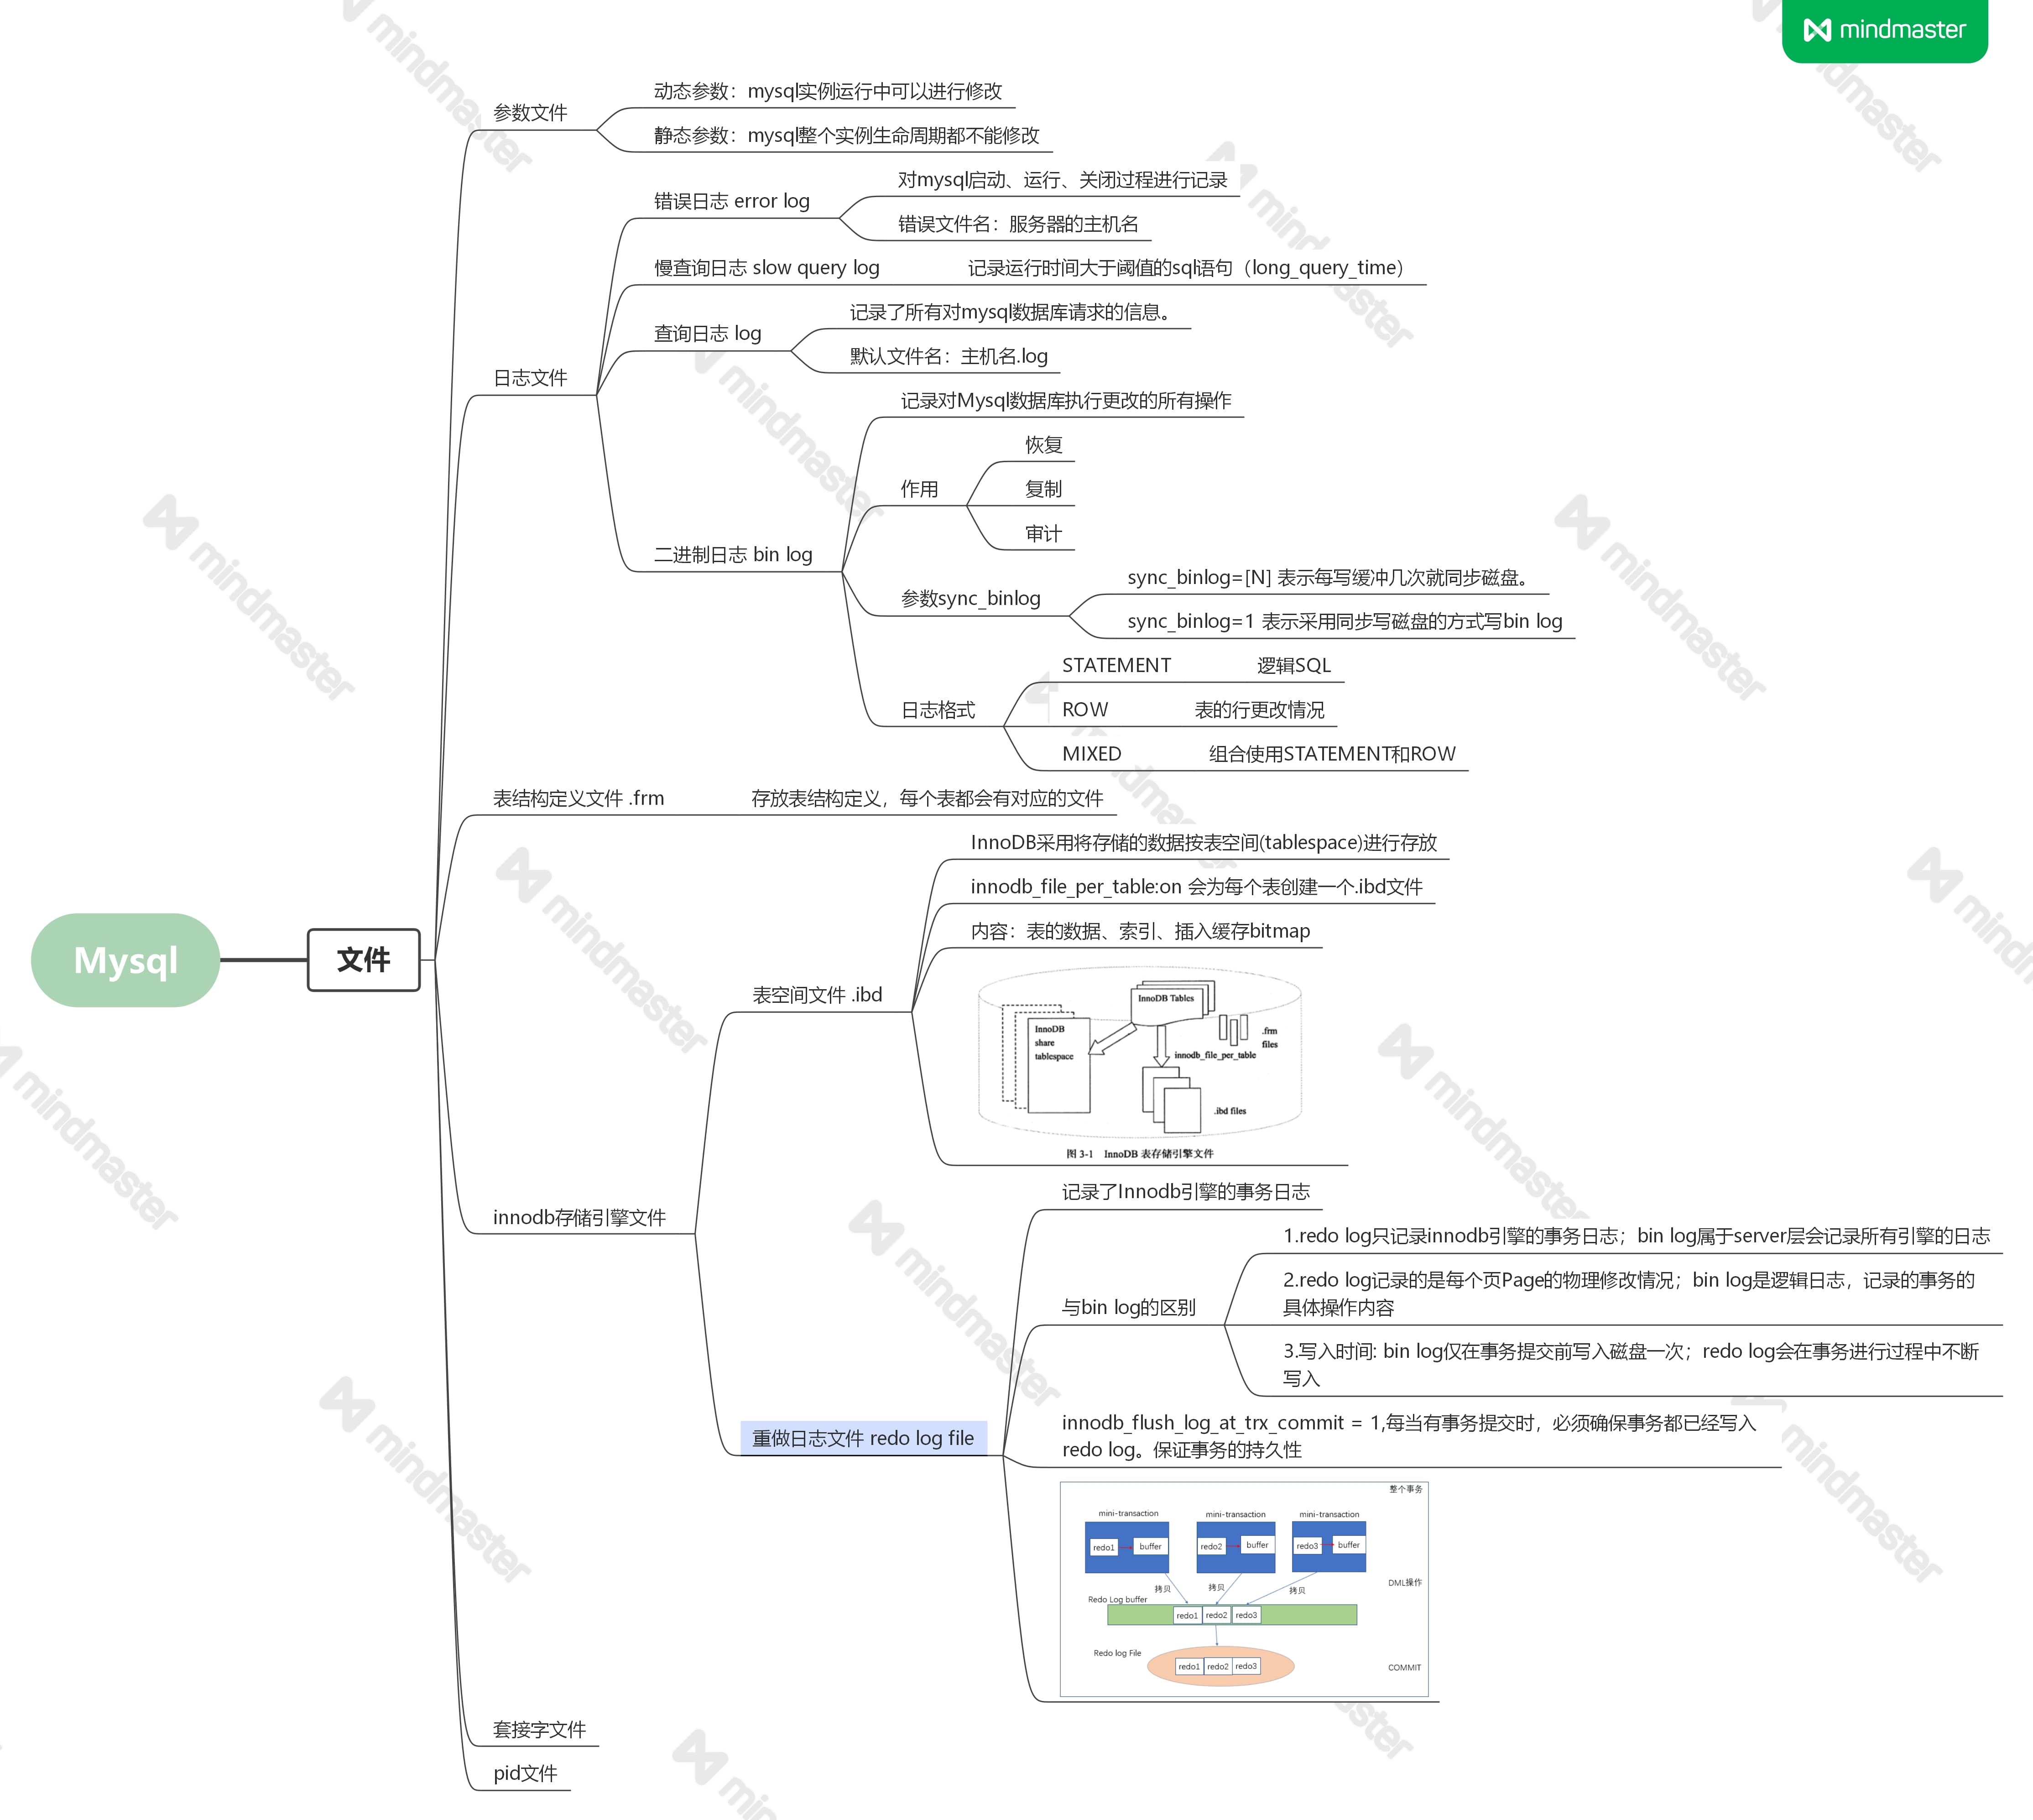 mindmaster
Mysql
文件
参数文件
动态参数：mysql实例运行中可以进行修改
静态参数：mysql整个实例生命周期都不能修改
日志文件
错误日志 error log
对mysql启动、运行、关闭过程进行记录
错误文件名：服务器的主机名
慢查询日志 slow query log
记录运行时间大于阈值的sql语句（long_query_time）
查询日志 log
记录了所有对mysql数据库请求的信息。
默认文件名：主机名.log
二进制日志 bin log
记录对Mysql数据库执行更改的所有操作
作用
恢复
复制
审计
参数sync_binlog
sync_binlog=[N] 表示每写缓冲几次就同步磁盘。
sync_binlog=1 表示采用同步写磁盘的方式写bin log
日志格式
STATEMENT
逻辑SQL
ROW
表的行更改情况
MIXED
组合使用STATEMENT和ROW
表结构定义文件 .frm
存放表结构定义，每个表都会有对应的文件
innodb存储引擎文件
表空间文件 .ibd
InnoDB采用将存储的数据按表空间(tablespace)进行存放
innodb_file_per_table:on 会为每个表创建一个.ibd文件
内容：表的数据、索引、插入缓存bitmap
InnoDB Tables
InnoDB
share
tablespace
.frm
files
innodb_file_per_table
.ibd files
图 3-1 InnoDB 表存储引擎文件
重做日志文件 redo log file
记录了Innodb引擎的事务日志
与bin log的区别
1.redo log只记录innodb引擎的事务日志；bin log属于server层会记录所有引擎的日志
2.redo log记录的是每个页Page的物理修改情况；bin log是逻辑日志，记录的事务的
具体操作内容
3.写入时间: bin log仅在事务提交前写入磁盘一次；redo log会在事务进行过程中不断
写入
innodb_flush_log_at_trx_commit = 1,每当有事务提交时，必须确保事务都已经写入
redo log。保证事务的持久性
整个事务
mini-transaction
mini-transaction
mini-transaction
redo1
buffer
redo2
buffer
redo3
buffer
拷贝
拷贝
拷贝
DML操作
Redo Log buffer
redo1
redo2
redo3
Redo log File
redo1
redo2
redo3
COMMIT
套接字文件
pid文件